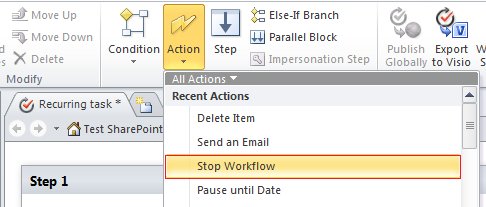 Move Up
Move Down
Delete
Modify
Condition
Action
Step
Else-If Branch
Parallel Block
Impersonation Step
Publish
Globally
Export
to Visio
All Actions
Recurring task *
Test SharePoint
Recent Actions
Delete Item
Send an Email
Stop Workflow
Pause until Date
Step 1